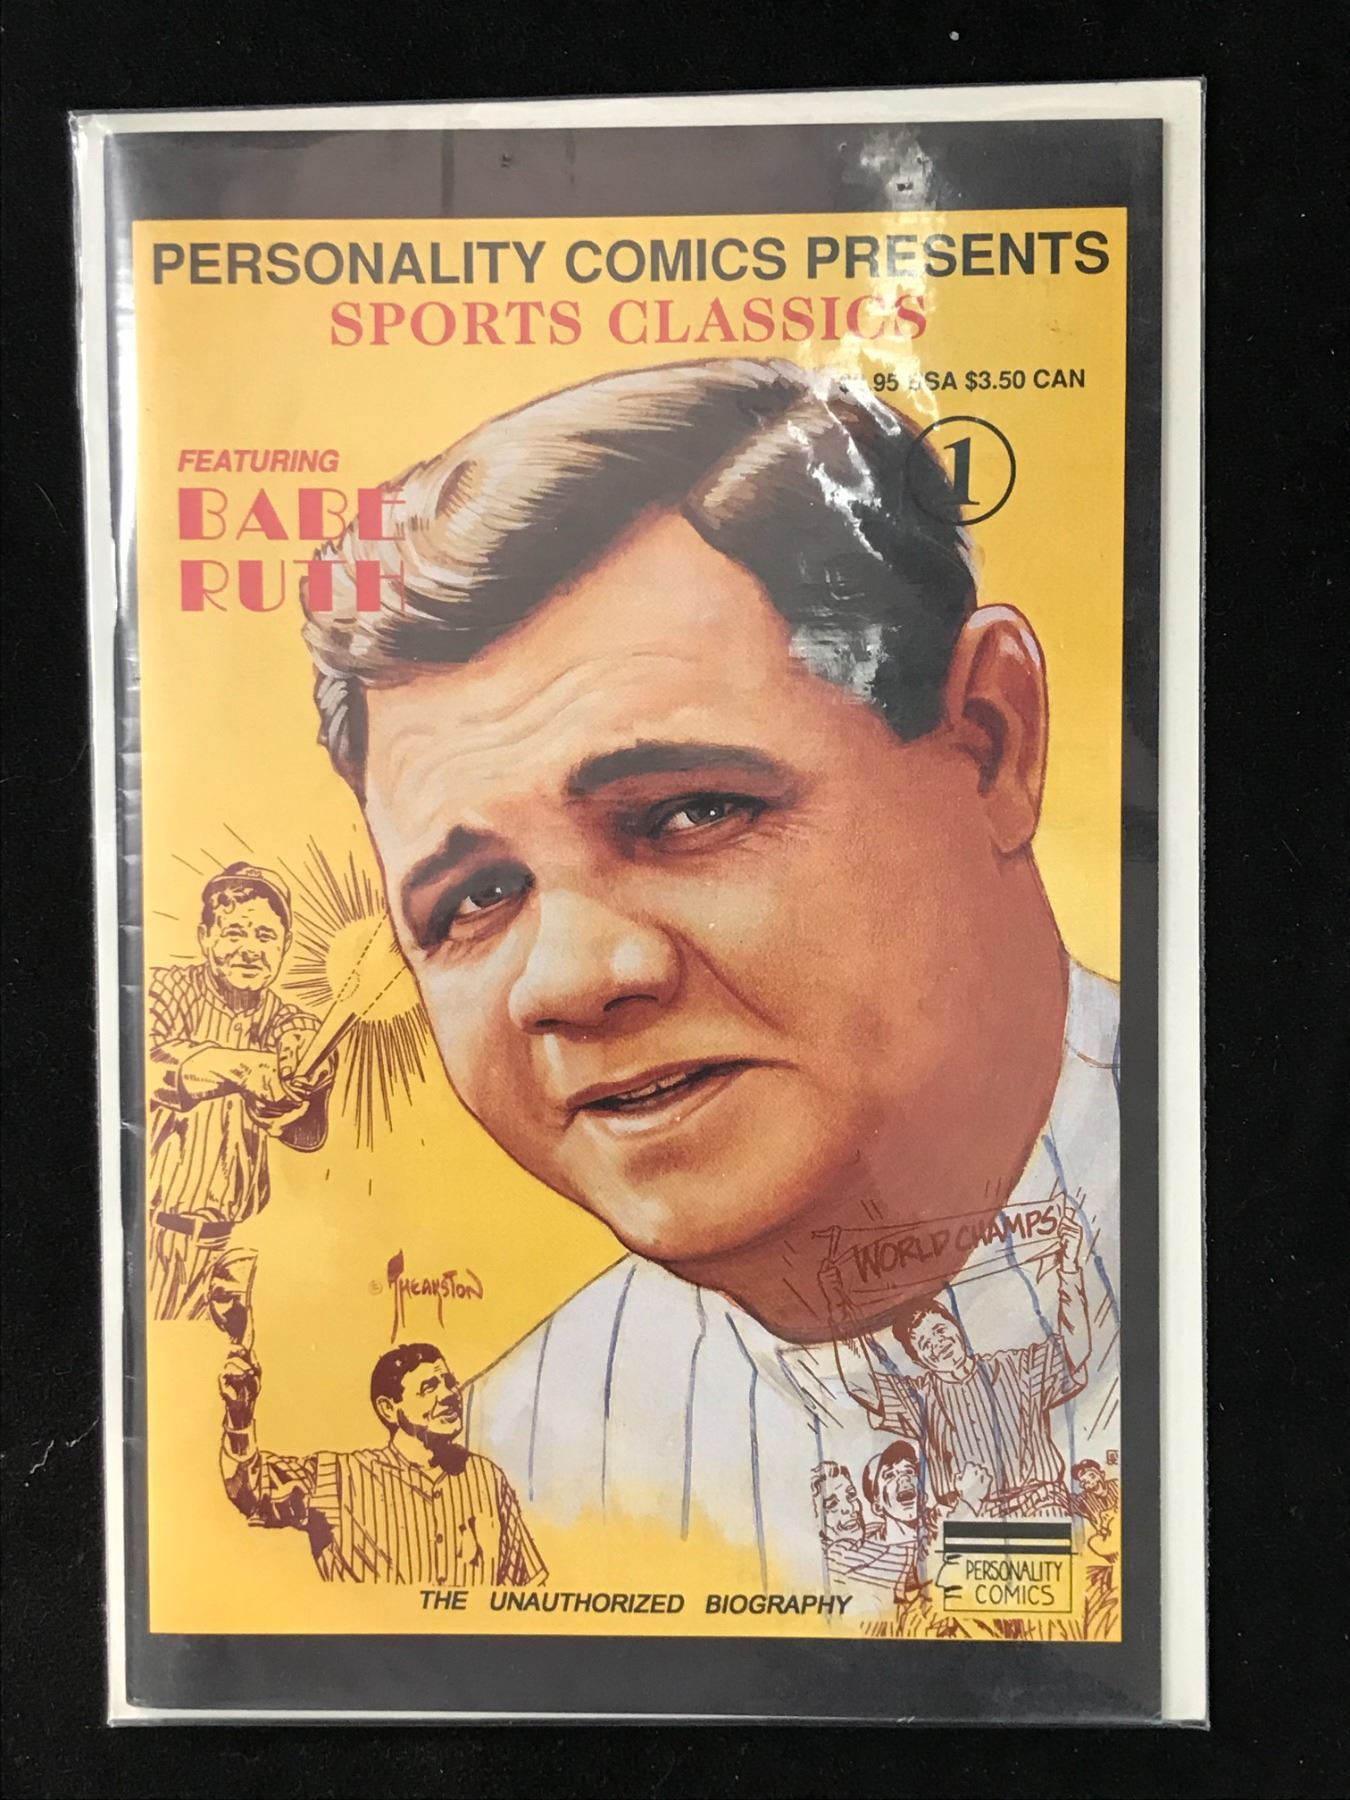 PERSONALITY COMICS PRESENTS
SPORTS CLASSICS
95 USA $3.50 CAN
1
FEATURING
BABE
RUTH
WORLD CHAMPS
THE UNAUTHORIZED BIOGRAPHY
PERSONALITY
COMICS